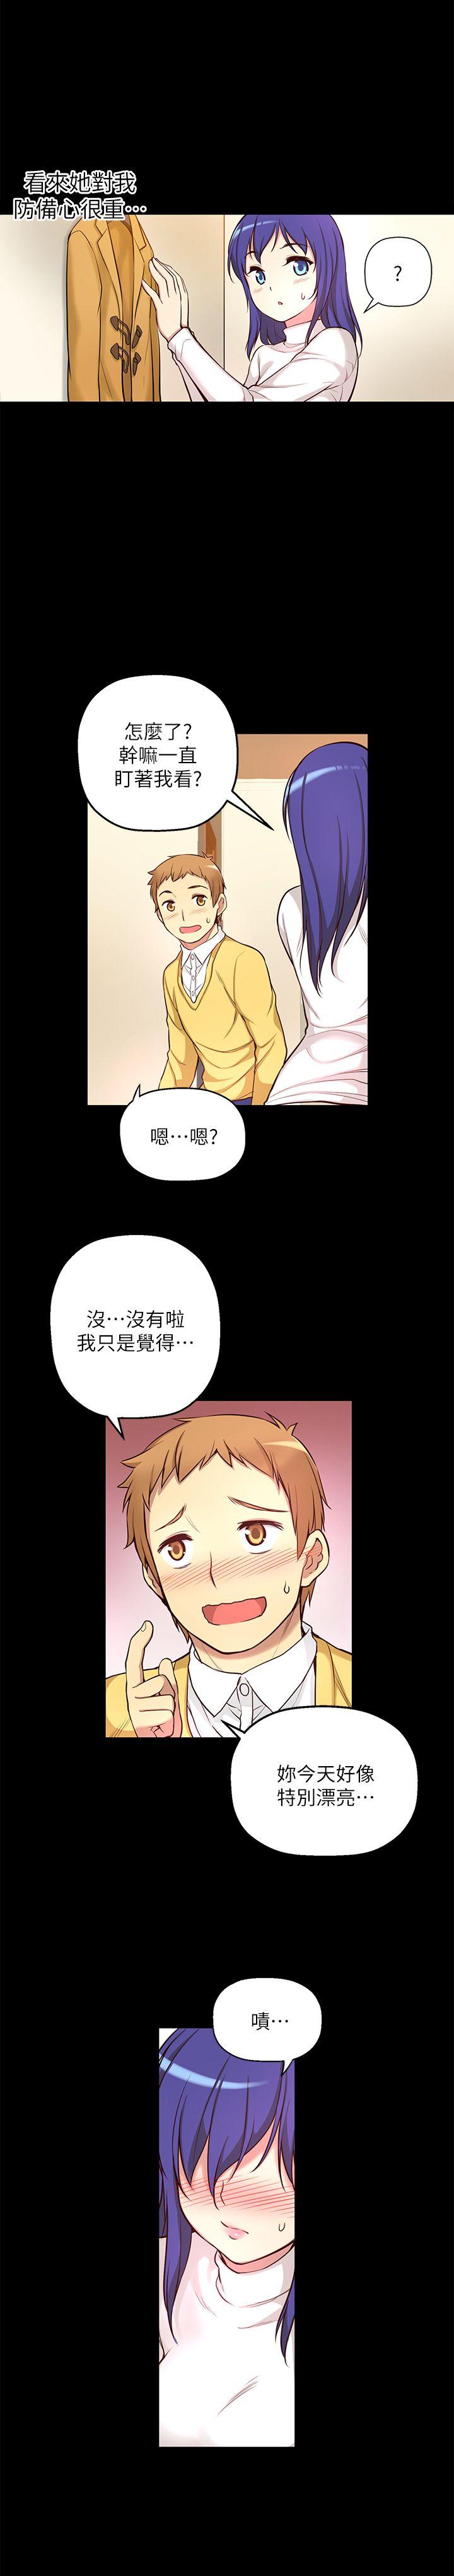 看來她對我
防備心很重…
?
怎麼了?
幹嘛一直
盯著我看?
嗯…嗯?
沒…沒有啦
我只是覺得…
妳今天好像
特別漂亮…
嘖…